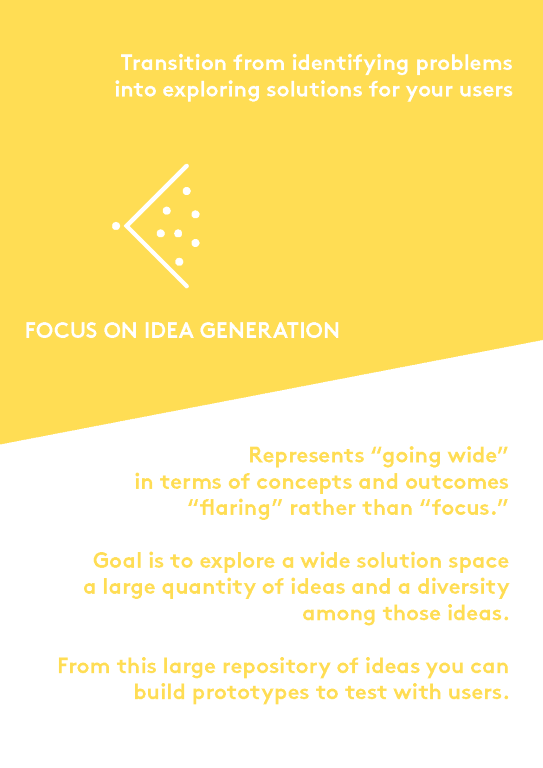 Transition from identifying problems
into exploring solutions for your users
FOCUS ON IDEA GENERATION
Represents “going wide”
in terms of concepts and outcomes
“flaring” rather than “focus.”
Goal is to explore a wide solution space
a large quantity of ideas and a diversity
among those ideas.
From this large repository of ideas you can
build prototypes to test with users.